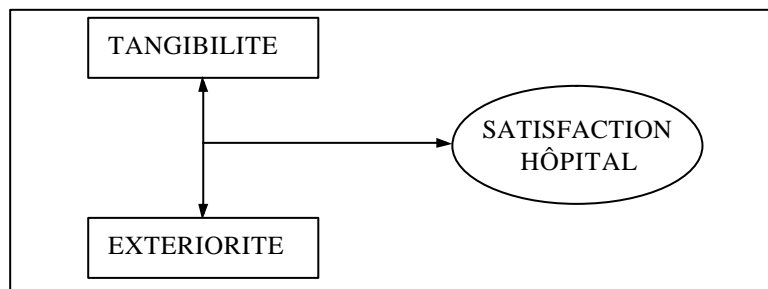 TANGIBILITE
SATISFACTION
HÔPITAL
EXTERIORITE